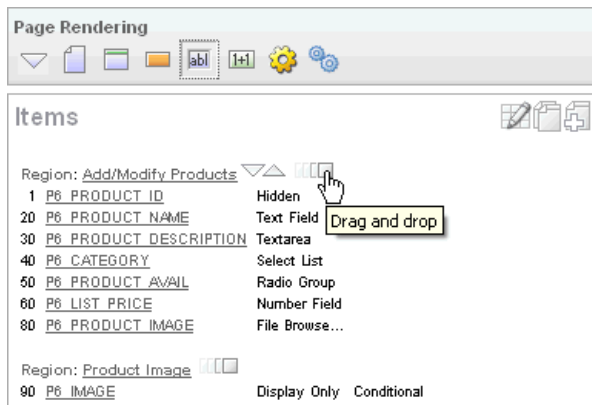 Page Rendering
abl 1+1
Items
Region: Add/Modify Products
Drag and drop
1 P6_PRODUCT_ID Hidden
20 P6_PRODUCT_NAME Text Field
30 P6_PRODUCT_DESCRIPTION Textarea
40 P6_CATEGORY Select List
50 P6_PRODUCT_AVAIL Radio Group
60 P6_LIST_PRICE Number Field
80 P6_PRODUCT_IMAGE File Browse...
Region: Product Image
90 P6_IMAGE Display Only Conditional